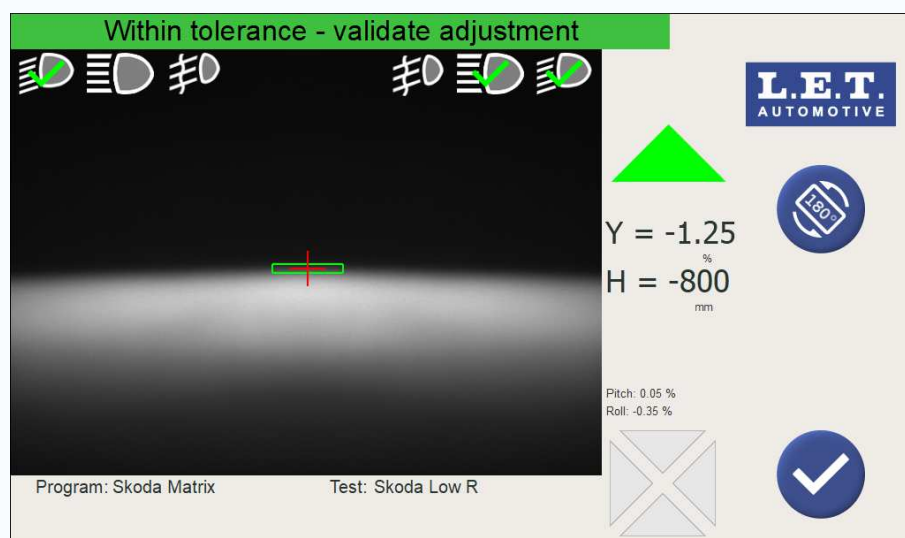 Within tolerance - validate adjustment
L.E.T.
AUTOMOTIVE
180°
Y = -1.25
%
H = -800
mm
Pitch: 0.05 %
Roll: -0.35 %
Program: Skoda Matrix
Test: Skoda Low R